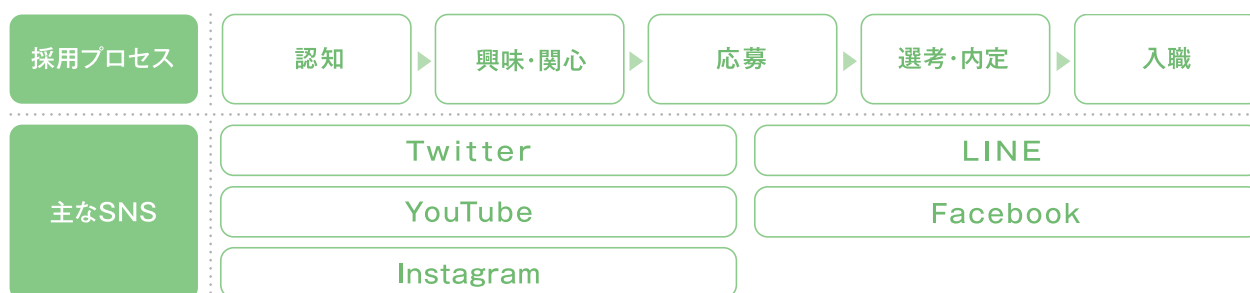 採用プロセス
認知
興味・関心
応募
選考・内定
入職
主なSNS
Twitter
LINE
YouTube
Facebook
Instagram